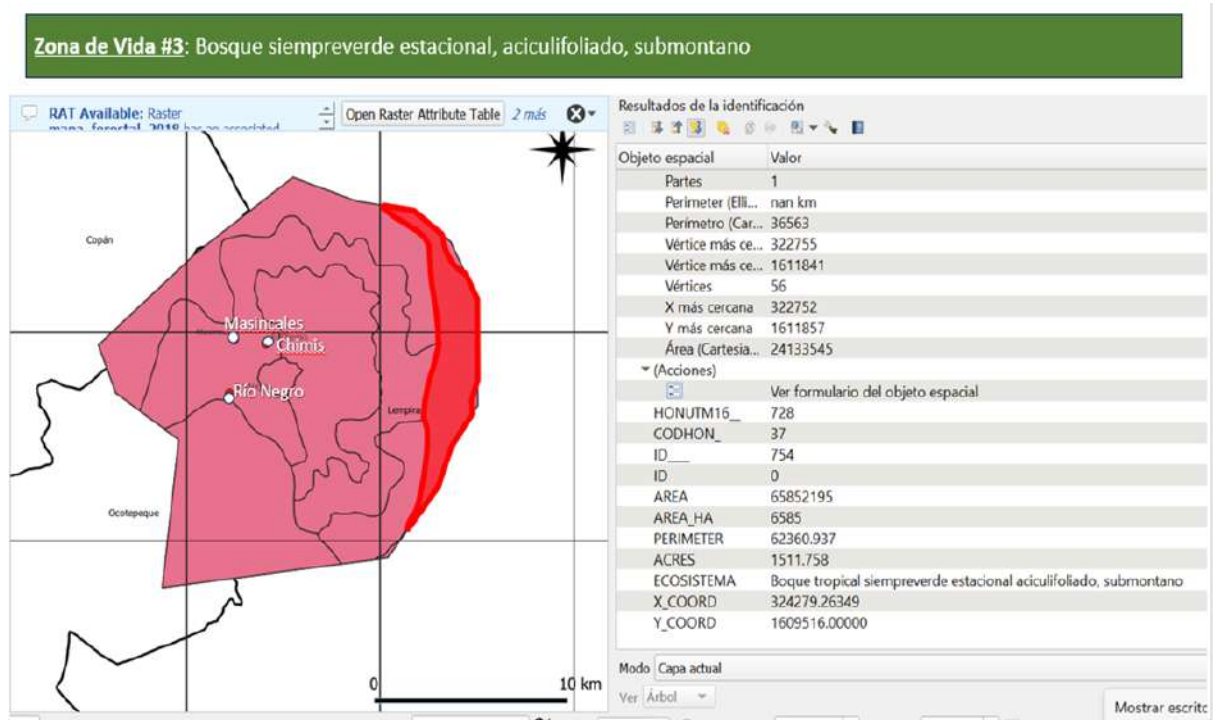 Zona de Vida #3: Bosque siempreverde estacional, aciculifoliado, submontano
RAT Available: Raster
Open Raster Attribute Table
2 más
Copán
Masincales
Chimis
Río Negro
Lempira
Ocotepeque
0
10 km
Resultados de la identificación
Objeto espacial Valor
Partes 1
Perimeter (Elli... nan km
Perímetro (Car... 36563
Vértice más ce... 322755
Vértice más ce... 1611841
Vértices 56
X más cercana 322752
Y más cercana 1611857
Área (Cartesia... 24133545
(Acciones)
Ver formulario del objeto espacial
HONUTM16__ 728
CODHON_ 37
ID___ 754
ID 0
AREA 65852195
AREA_HA 6585
PERIMETER 62360.937
ACRES 1511.758
ECOSISTEMA Boque tropical siempreverde estacional aciculifoliado, submontano
X_COORD 324279.26349
Y_COORD 1609516.00000
Modo Capa actual
Ver Árbol
Mostrar escrito